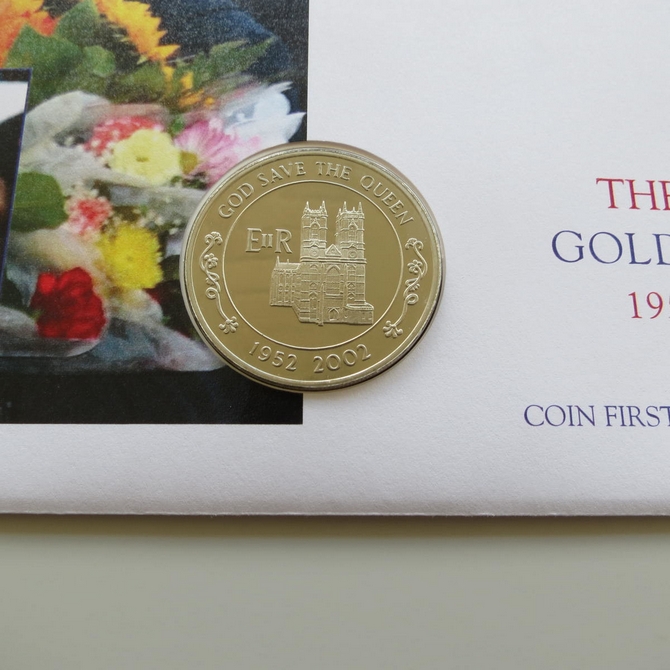 GOD SAVE THE QUEEN
EIIR
1952 2002
THE
GOLD
19
COIN FIRST